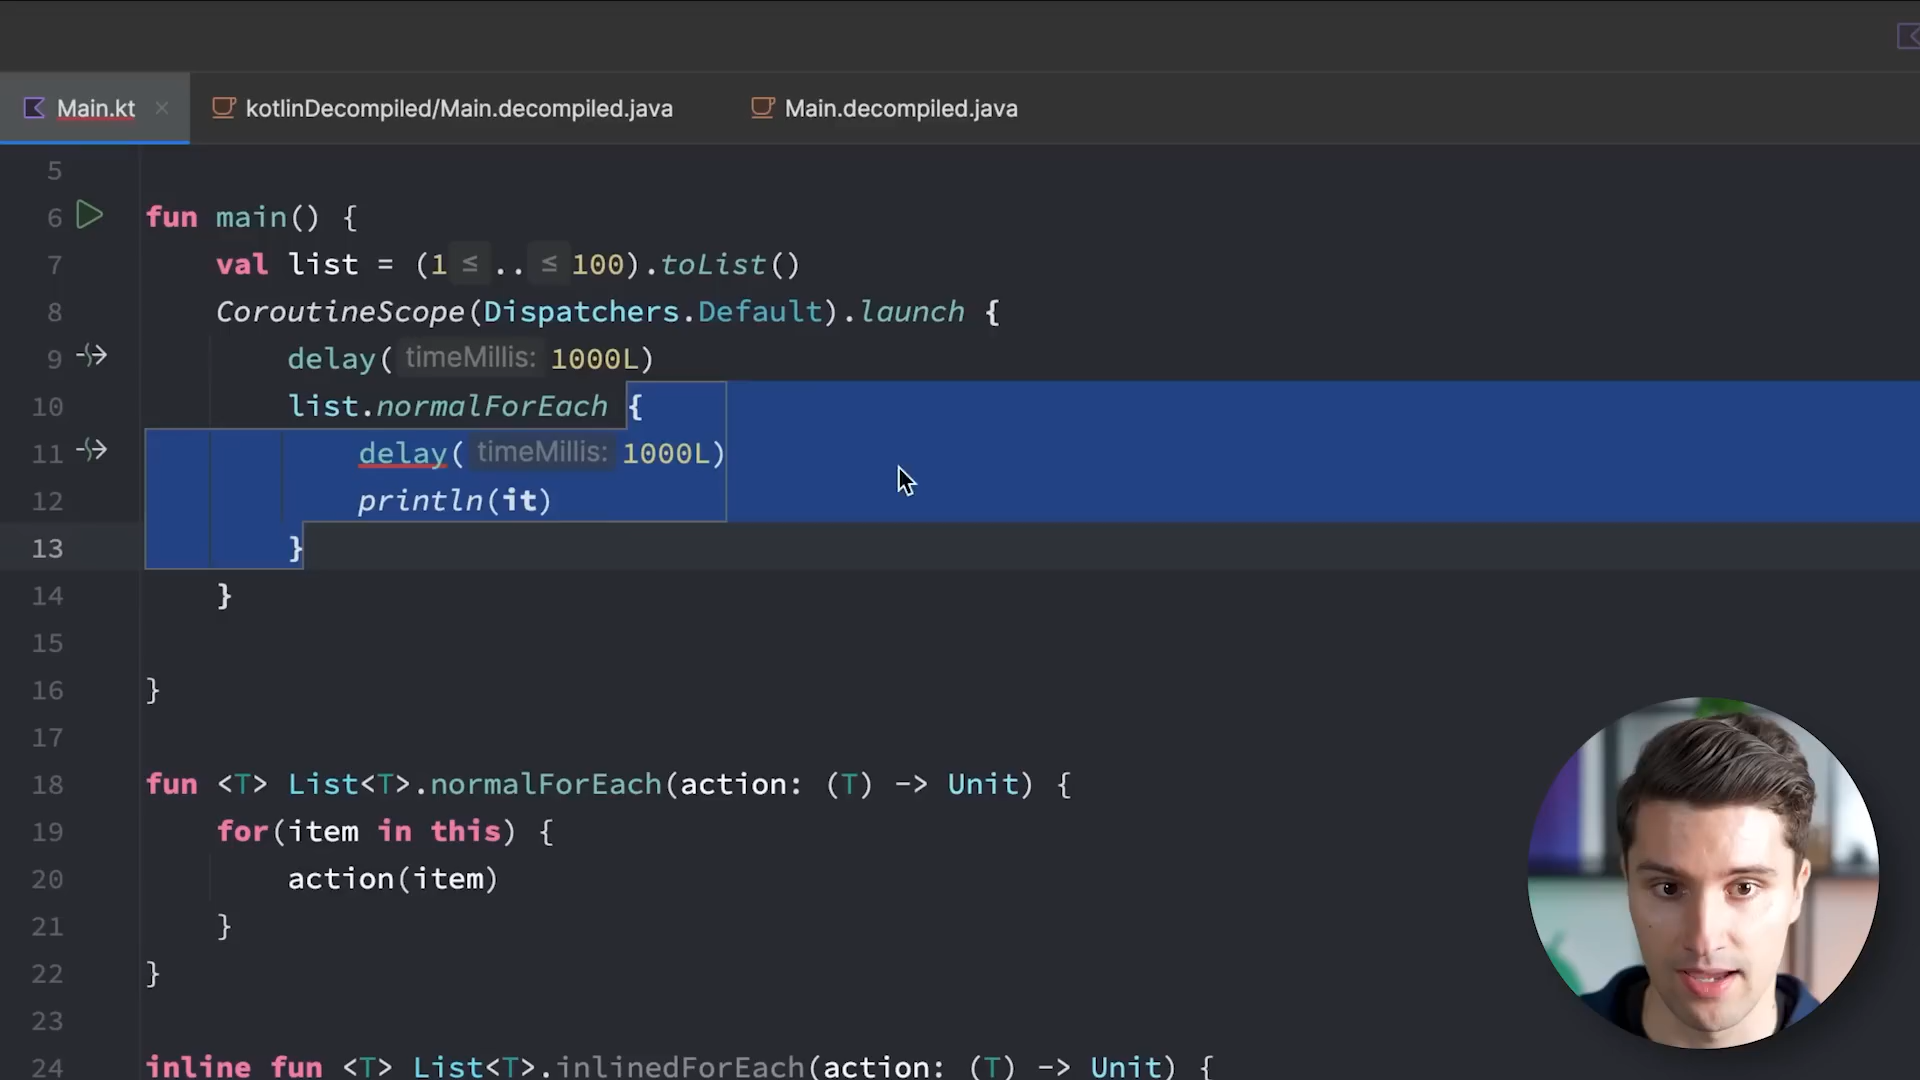 Main.kt kotlinDecompiled/Main.decompiled.java Main.decompiled.java
5
6 fun main() {
7 val list = (1 ≤ .. ≤ 100).toList()
8 CoroutineScope(Dispatchers.Default).launch {
9 delay( timeMillis: 1000L)
10 list.normalForEach {
11 delay( timeMillis: 1000L)
12 println(it)
13 }
14 }
15
16 }
17
18 fun <T> List<T>.normalForEach(action: (T) -> Unit) {
19 for(item in this) {
20 action(item)
21 }
22 }
23
24 inline fun <T> List<T>.inlinedForEach(action: (T) -> Unit) {